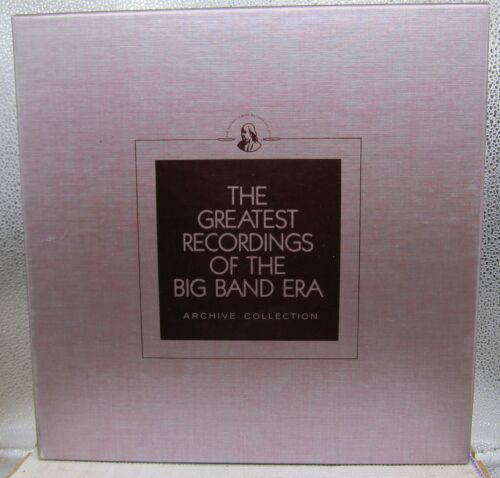 THE
GREATEST
RECORDINGS
OF THE
BIG BAND ERA
ARCHIVE COLLECTION